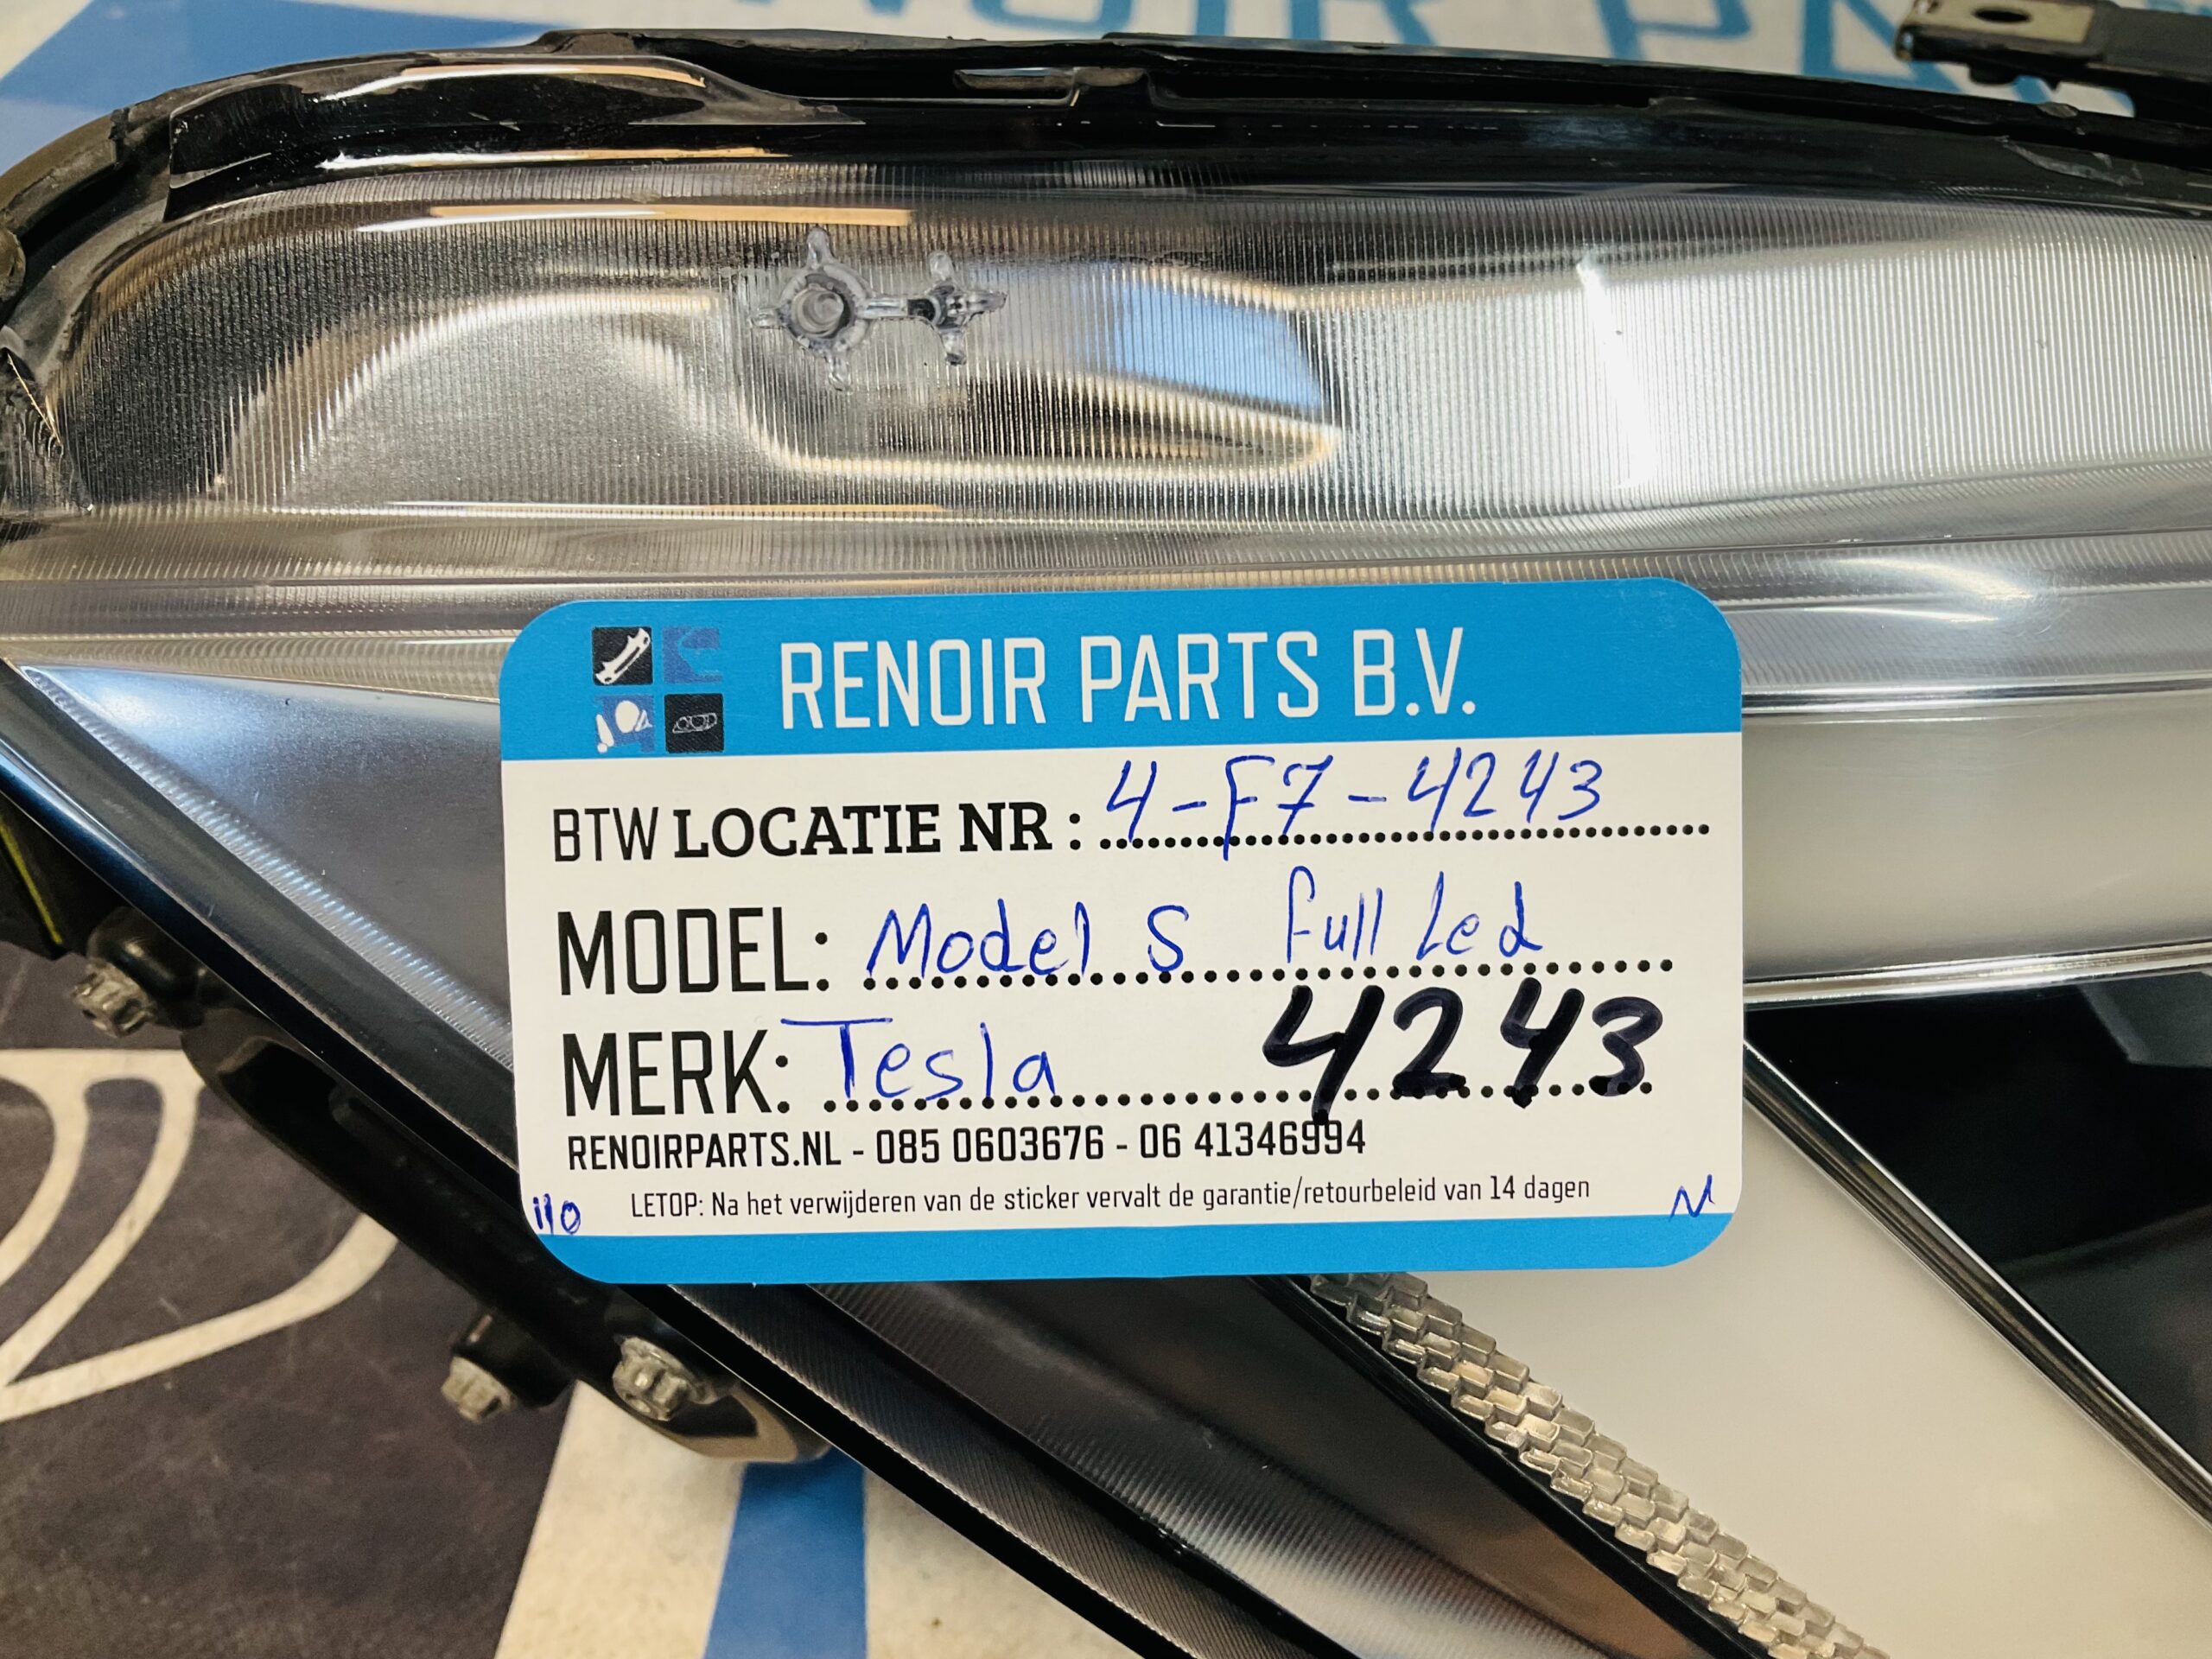 RENOIR PARTS B.V.
BTW LOCATIE NR : 4-F7-4243
MODEL: Model S full Led
MERK: Tesla 4243
RENOIRPARTS.NL - 085 0603676 - 06 41346994
LETOP: Na het verwijderen van de sticker vervalt de garantie/retourbeleid van 14 dagen
N